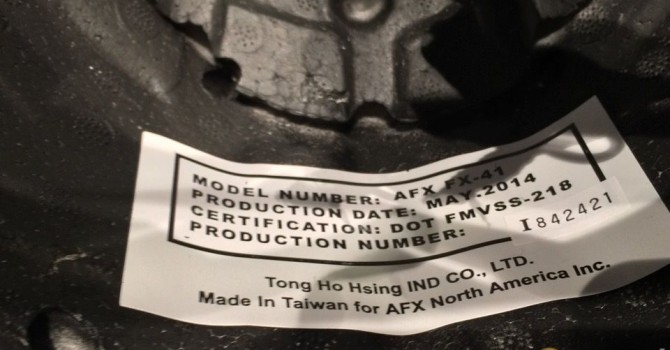 MODEL NUMBER: AFX FX-41
PRODUCTION DATE: MAY.2014
CERTIFICATION: DOT FMVSS-218
PRODUCTION NUMBER: I842421
Tong Ho Hsing IND CO., LTD.
Made In Taiwan for AFX North America Inc.